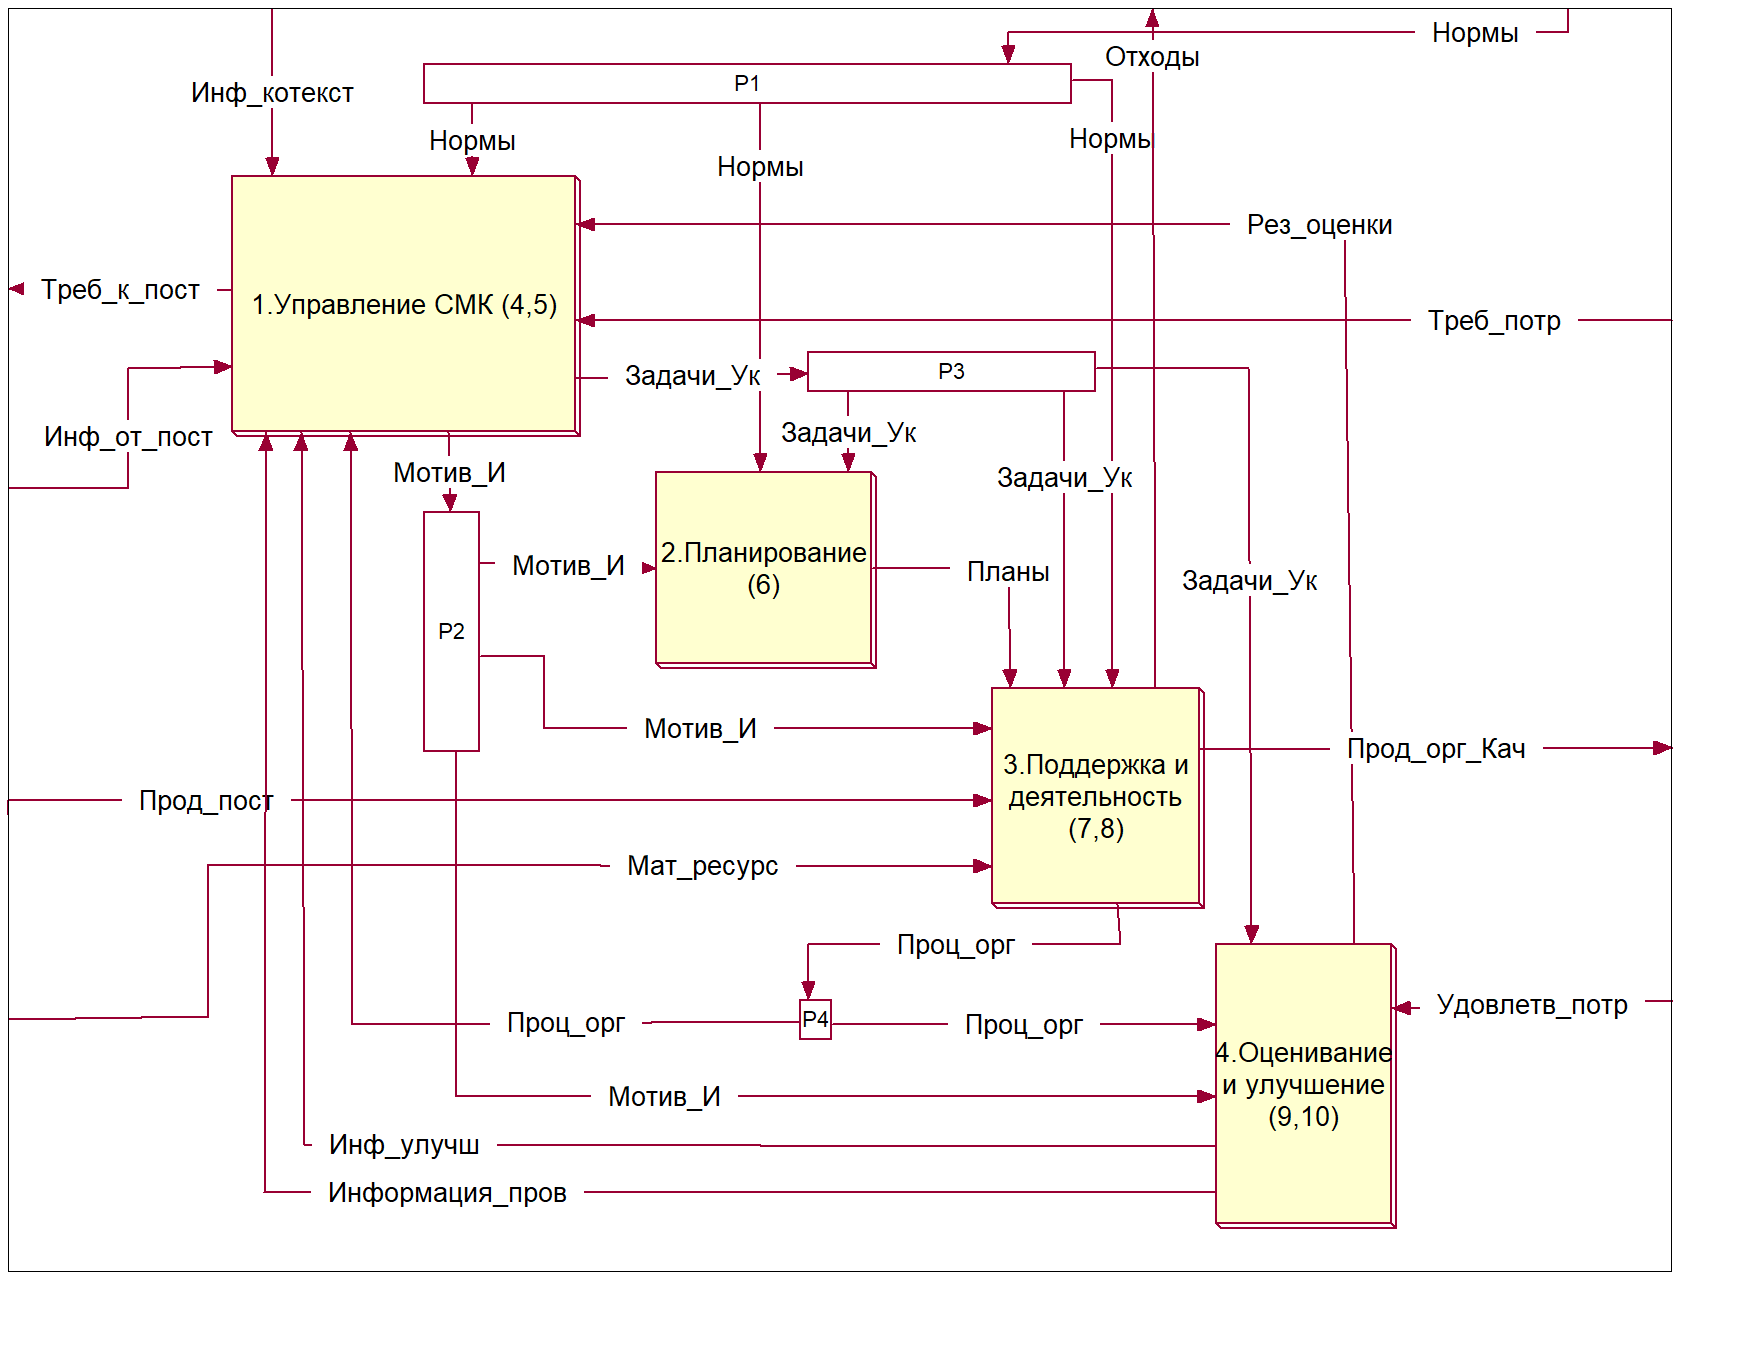 Нормы
Отходы
P1
Инф_котекст
Нормы
Нормы
Нормы
Рез_оценки
Треб_к_пост
1.Управление СМК (4,5)
Треб_потр
Задачи_Ук
P3
Инф_от_пост
Задачи_Ук
Мотив_И
Задачи_Ук
Мотив_И
2.Планирование
(6)
Планы
Задачи_Ук
P2
Мотив_И
Прод_орг_Кач
3.Поддержка и
деятельность
(7,8)
Прод_пост
Мат_ресурс
Проц_орг
Удовлетв_потр
Проц_орг
P4
Проц_орг
4.Оценивание
и улучшение
(9,10)
Мотив_И
Инф_улучш
Информация_пров